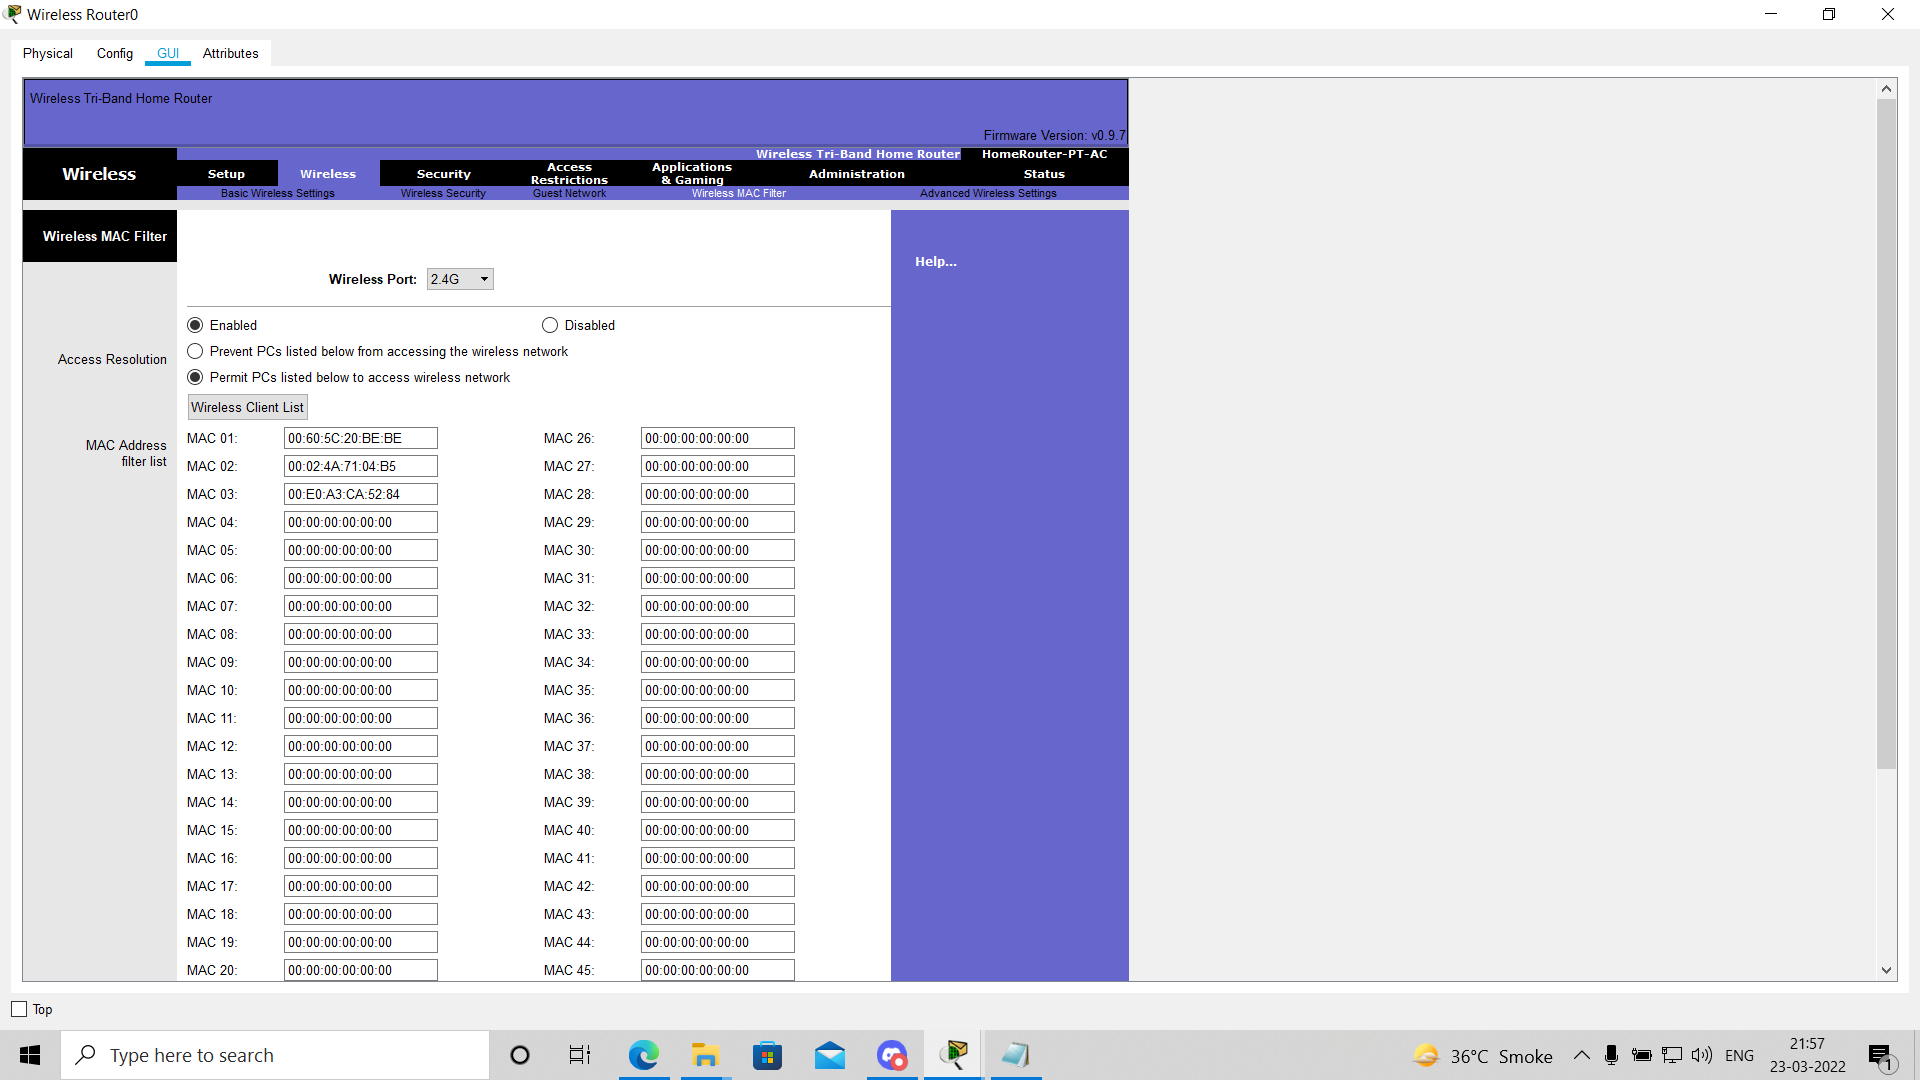 Wireless Router0
Physical Config GUI Attributes
Wireless Tri-Band Home Router
Firmware Version: v0.9.7
Wireless Tri-Band Home Router HomeRouter-PT-AC
Wireless
Setup Wireless Security Access Restrictions Applications & Gaming Administration Status
Basic Wireless Settings Wireless Security Guest Network Wireless MAC Filter Advanced Wireless Settings
Wireless MAC Filter
Help...
Wireless Port: 2.4G
Enabled Disabled
Access Resolution
Prevent PCs listed below from accessing the wireless network
Permit PCs listed below to access wireless network
Wireless Client List
MAC Address
filter list
MAC 01: 00:60:5C:20:BE:BE MAC 26: 00:00:00:00:00:00
MAC 02: 00:02:4A:71:04:B5 MAC 27: 00:00:00:00:00:00
MAC 03: 00:E0:A3:CA:52:84 MAC 28: 00:00:00:00:00:00
MAC 04: 00:00:00:00:00:00 MAC 29: 00:00:00:00:00:00
MAC 05: 00:00:00:00:00:00 MAC 30: 00:00:00:00:00:00
MAC 06: 00:00:00:00:00:00 MAC 31: 00:00:00:00:00:00
MAC 07: 00:00:00:00:00:00 MAC 32: 00:00:00:00:00:00
MAC 08: 00:00:00:00:00:00 MAC 33: 00:00:00:00:00:00
MAC 09: 00:00:00:00:00:00 MAC 34: 00:00:00:00:00:00
MAC 10: 00:00:00:00:00:00 MAC 35: 00:00:00:00:00:00
MAC 11: 00:00:00:00:00:00 MAC 36: 00:00:00:00:00:00
MAC 12: 00:00:00:00:00:00 MAC 37: 00:00:00:00:00:00
MAC 13: 00:00:00:00:00:00 MAC 38: 00:00:00:00:00:00
MAC 14: 00:00:00:00:00:00 MAC 39: 00:00:00:00:00:00
MAC 15: 00:00:00:00:00:00 MAC 40: 00:00:00:00:00:00
MAC 16: 00:00:00:00:00:00 MAC 41: 00:00:00:00:00:00
MAC 17: 00:00:00:00:00:00 MAC 42: 00:00:00:00:00:00
MAC 18: 00:00:00:00:00:00 MAC 43: 00:00:00:00:00:00
MAC 19: 00:00:00:00:00:00 MAC 44: 00:00:00:00:00:00
MAC 20: 00:00:00:00:00:00 MAC 45: 00:00:00:00:00:00
Top
Type here to search
36°C Smoke
ENG
21:57
23-03-2022
1